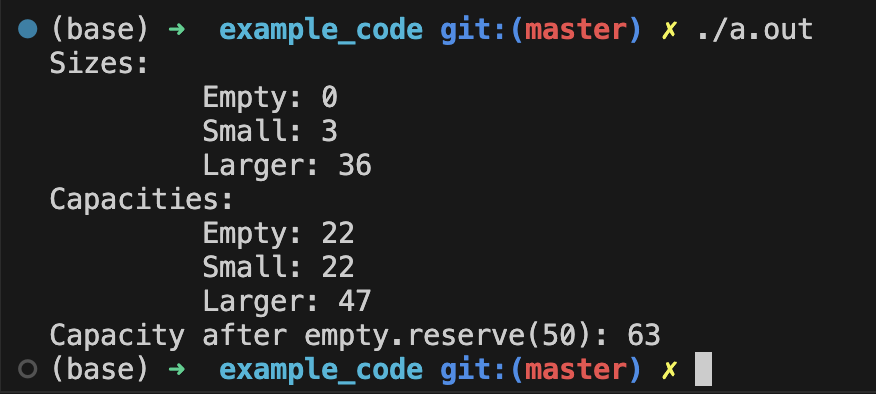 (base) ➜ example_code git:(master) ✗ ./a.out
Sizes:
Empty: 0
Small: 3
Larger: 36
Capacities:
Empty: 22
Small: 22
Larger: 47
Capacity after empty.reserve(50): 63
(base) ➜ example_code git:(master) ✗